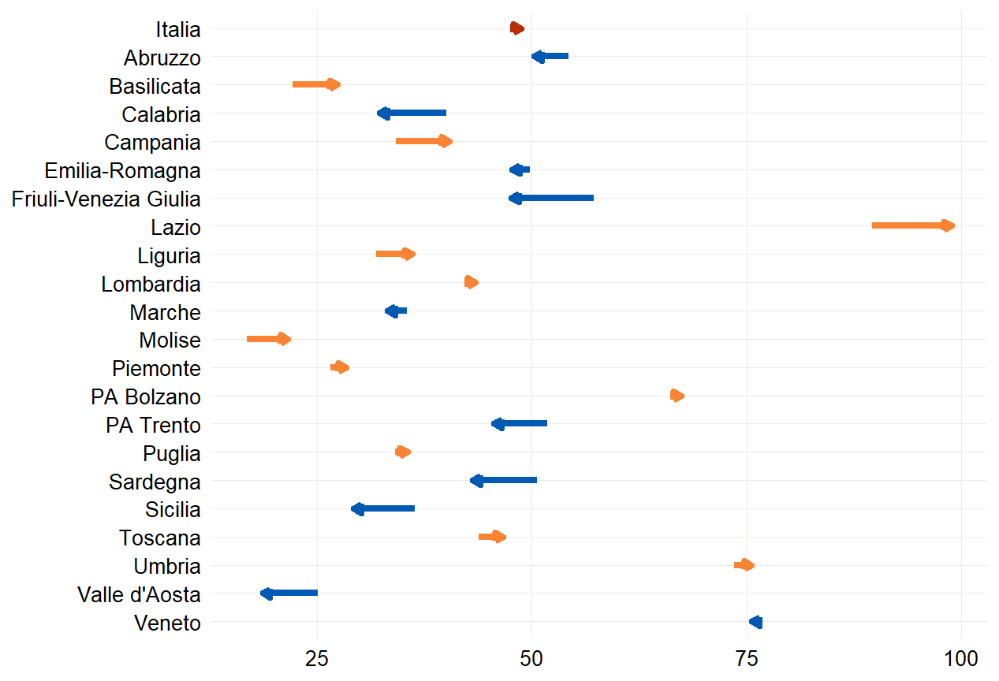 Italia
Abruzzo
Basilicata
Calabria
Campania
Emilia-Romagna
Friuli-Venezia Giulia
Lazio
Liguria
Lombardia
Marche
Molise
Piemonte
PA Bolzano
PA Trento
Puglia
Sardegna
Sicilia
Toscana
Umbria
Valle d'Aosta
Veneto
25 50 75 100